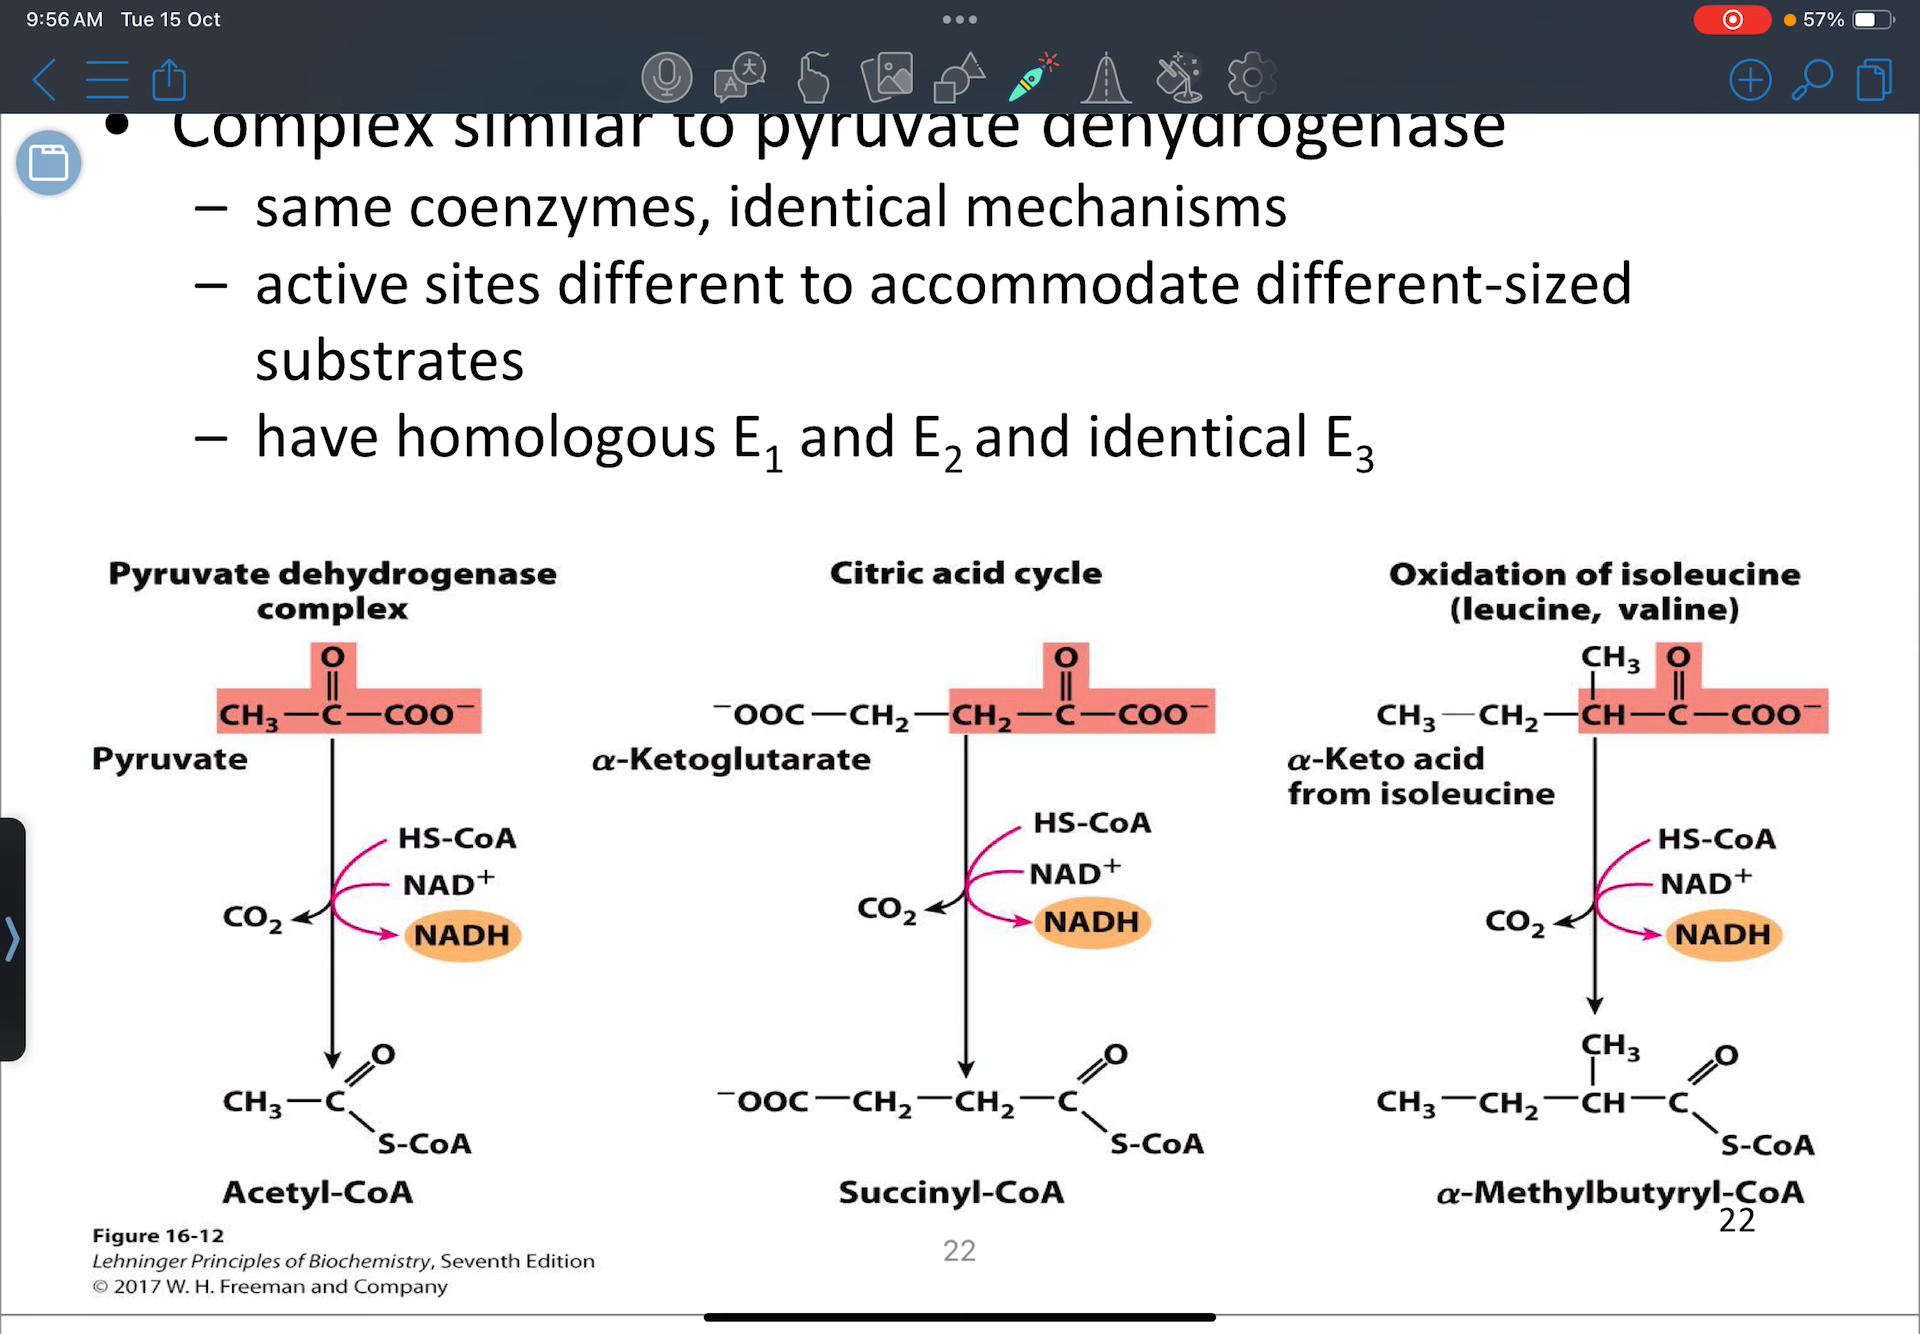 9:56 AM Tue 15 Oct
57%
• Complex similar to pyruvate dehydrogenase
– same coenzymes, identical mechanisms
– active sites different to accommodate different-sized
substrates
– have homologous E₁ and E₂ and identical E₃
Pyruvate dehydrogenase
complex
O
CH₃—C—COO⁻
Pyruvate
HS-CoA
NAD⁺
CO₂
NADH
O
CH₃—C
S-CoA
Acetyl-CoA
Citric acid cycle
O
⁻OOC—CH₂—CH₂—C—COO⁻
α-Ketoglutarate
HS-CoA
NAD⁺
CO₂
NADH
O
⁻OOC—CH₂—CH₂—C
S-CoA
Succinyl-CoA
Oxidation of isoleucine
(leucine, valine)
CH₃ O
CH₃—CH₂—CH—C—COO⁻
α-Keto acid
from isoleucine
HS-CoA
NAD⁺
CO₂
NADH
CH₃ O
CH₃—CH₂—CH—C
S-CoA
α-Methylbutyryl-CoA
22
Figure 16-12
Lehninger Principles of Biochemistry, Seventh Edition
© 2017 W. H. Freeman and Company
22